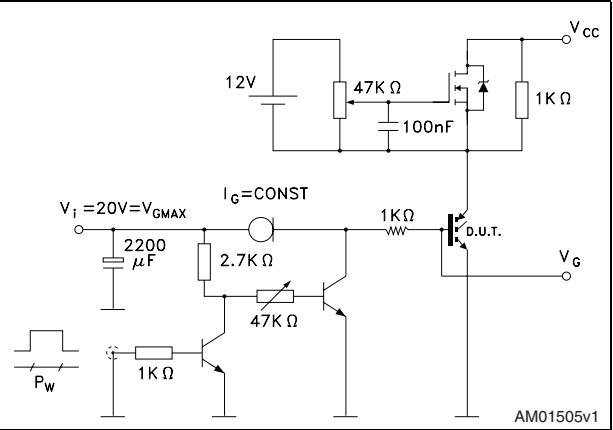 V_CC
12V
47K Ω
1K Ω
100nF
I_G=CONST
V_i =20V=V_GMAX
1KΩ
D.U.T.
2200
μF
2.7K Ω
V_G
47K Ω
1K Ω
P_W
AM01505v1